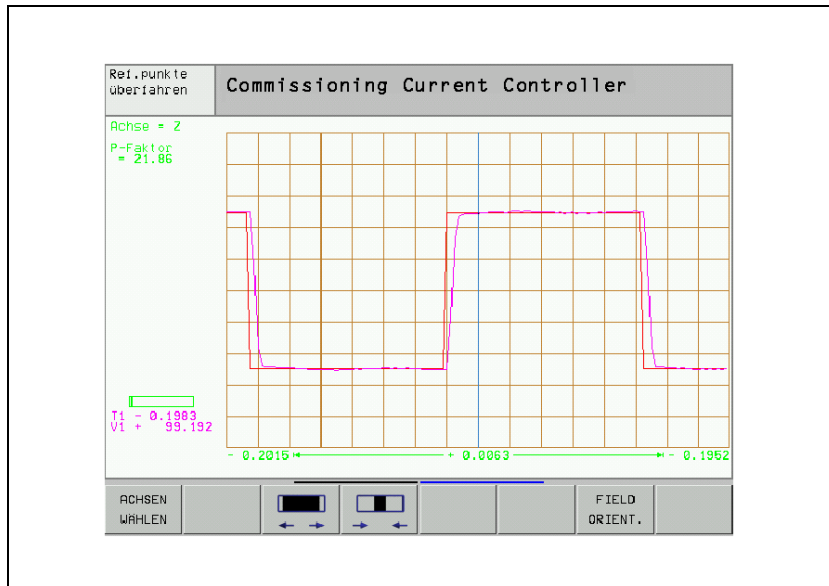 Ref.punkte
überfahren
Commissioning Current Controller
Achse = Z
P-Faktor
= 21.86
T1 - 0.1983
V1 + 99.192
- 0.2015
+ 0.0063
- 0.1952
ACHSEN
WÄHLEN
FIELD
ORIENT.